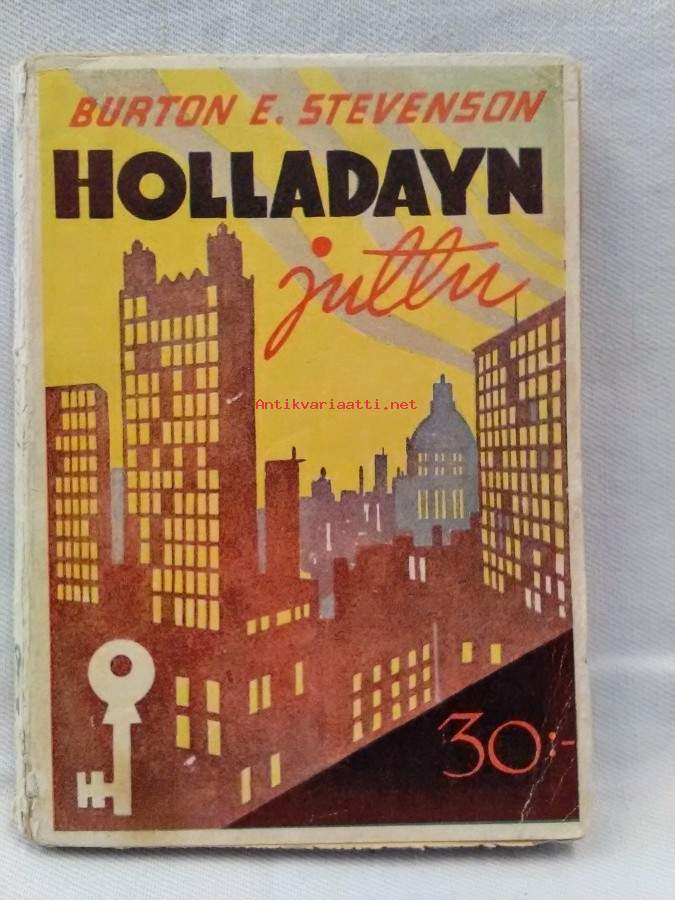 BURTON E. STEVENSON
HOLLADAYN
juttu
Antikvariaatti.net
30:-